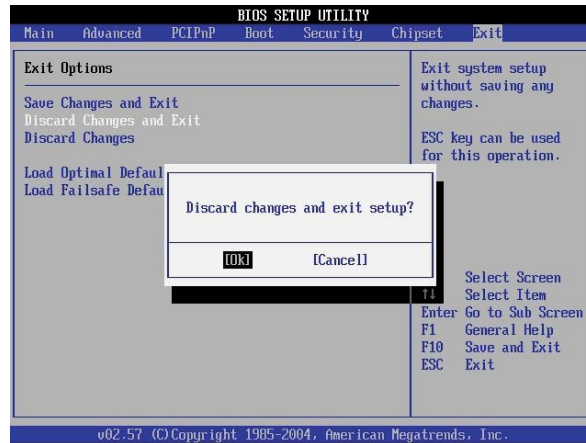 BIOS SETUP UTILITY
Main Advanced PCIPnP Boot Security Chipset Exit
Exit Options
Save Changes and Exit
Discard Changes and Exit
Discard Changes
Load Optimal Defaul
Load Failsafe Defau
Discard changes and exit setup?
[Ok] [Cancel]
Exit system setup
without saving any
changes.
ESC key can be used
for this operation.
Select Screen
↑↓ Select Item
Enter Go to Sub Screen
F1 General Help
F10 Save and Exit
ESC Exit
v02.57 (C)Copyright 1985-2004, American Megatrends, Inc.